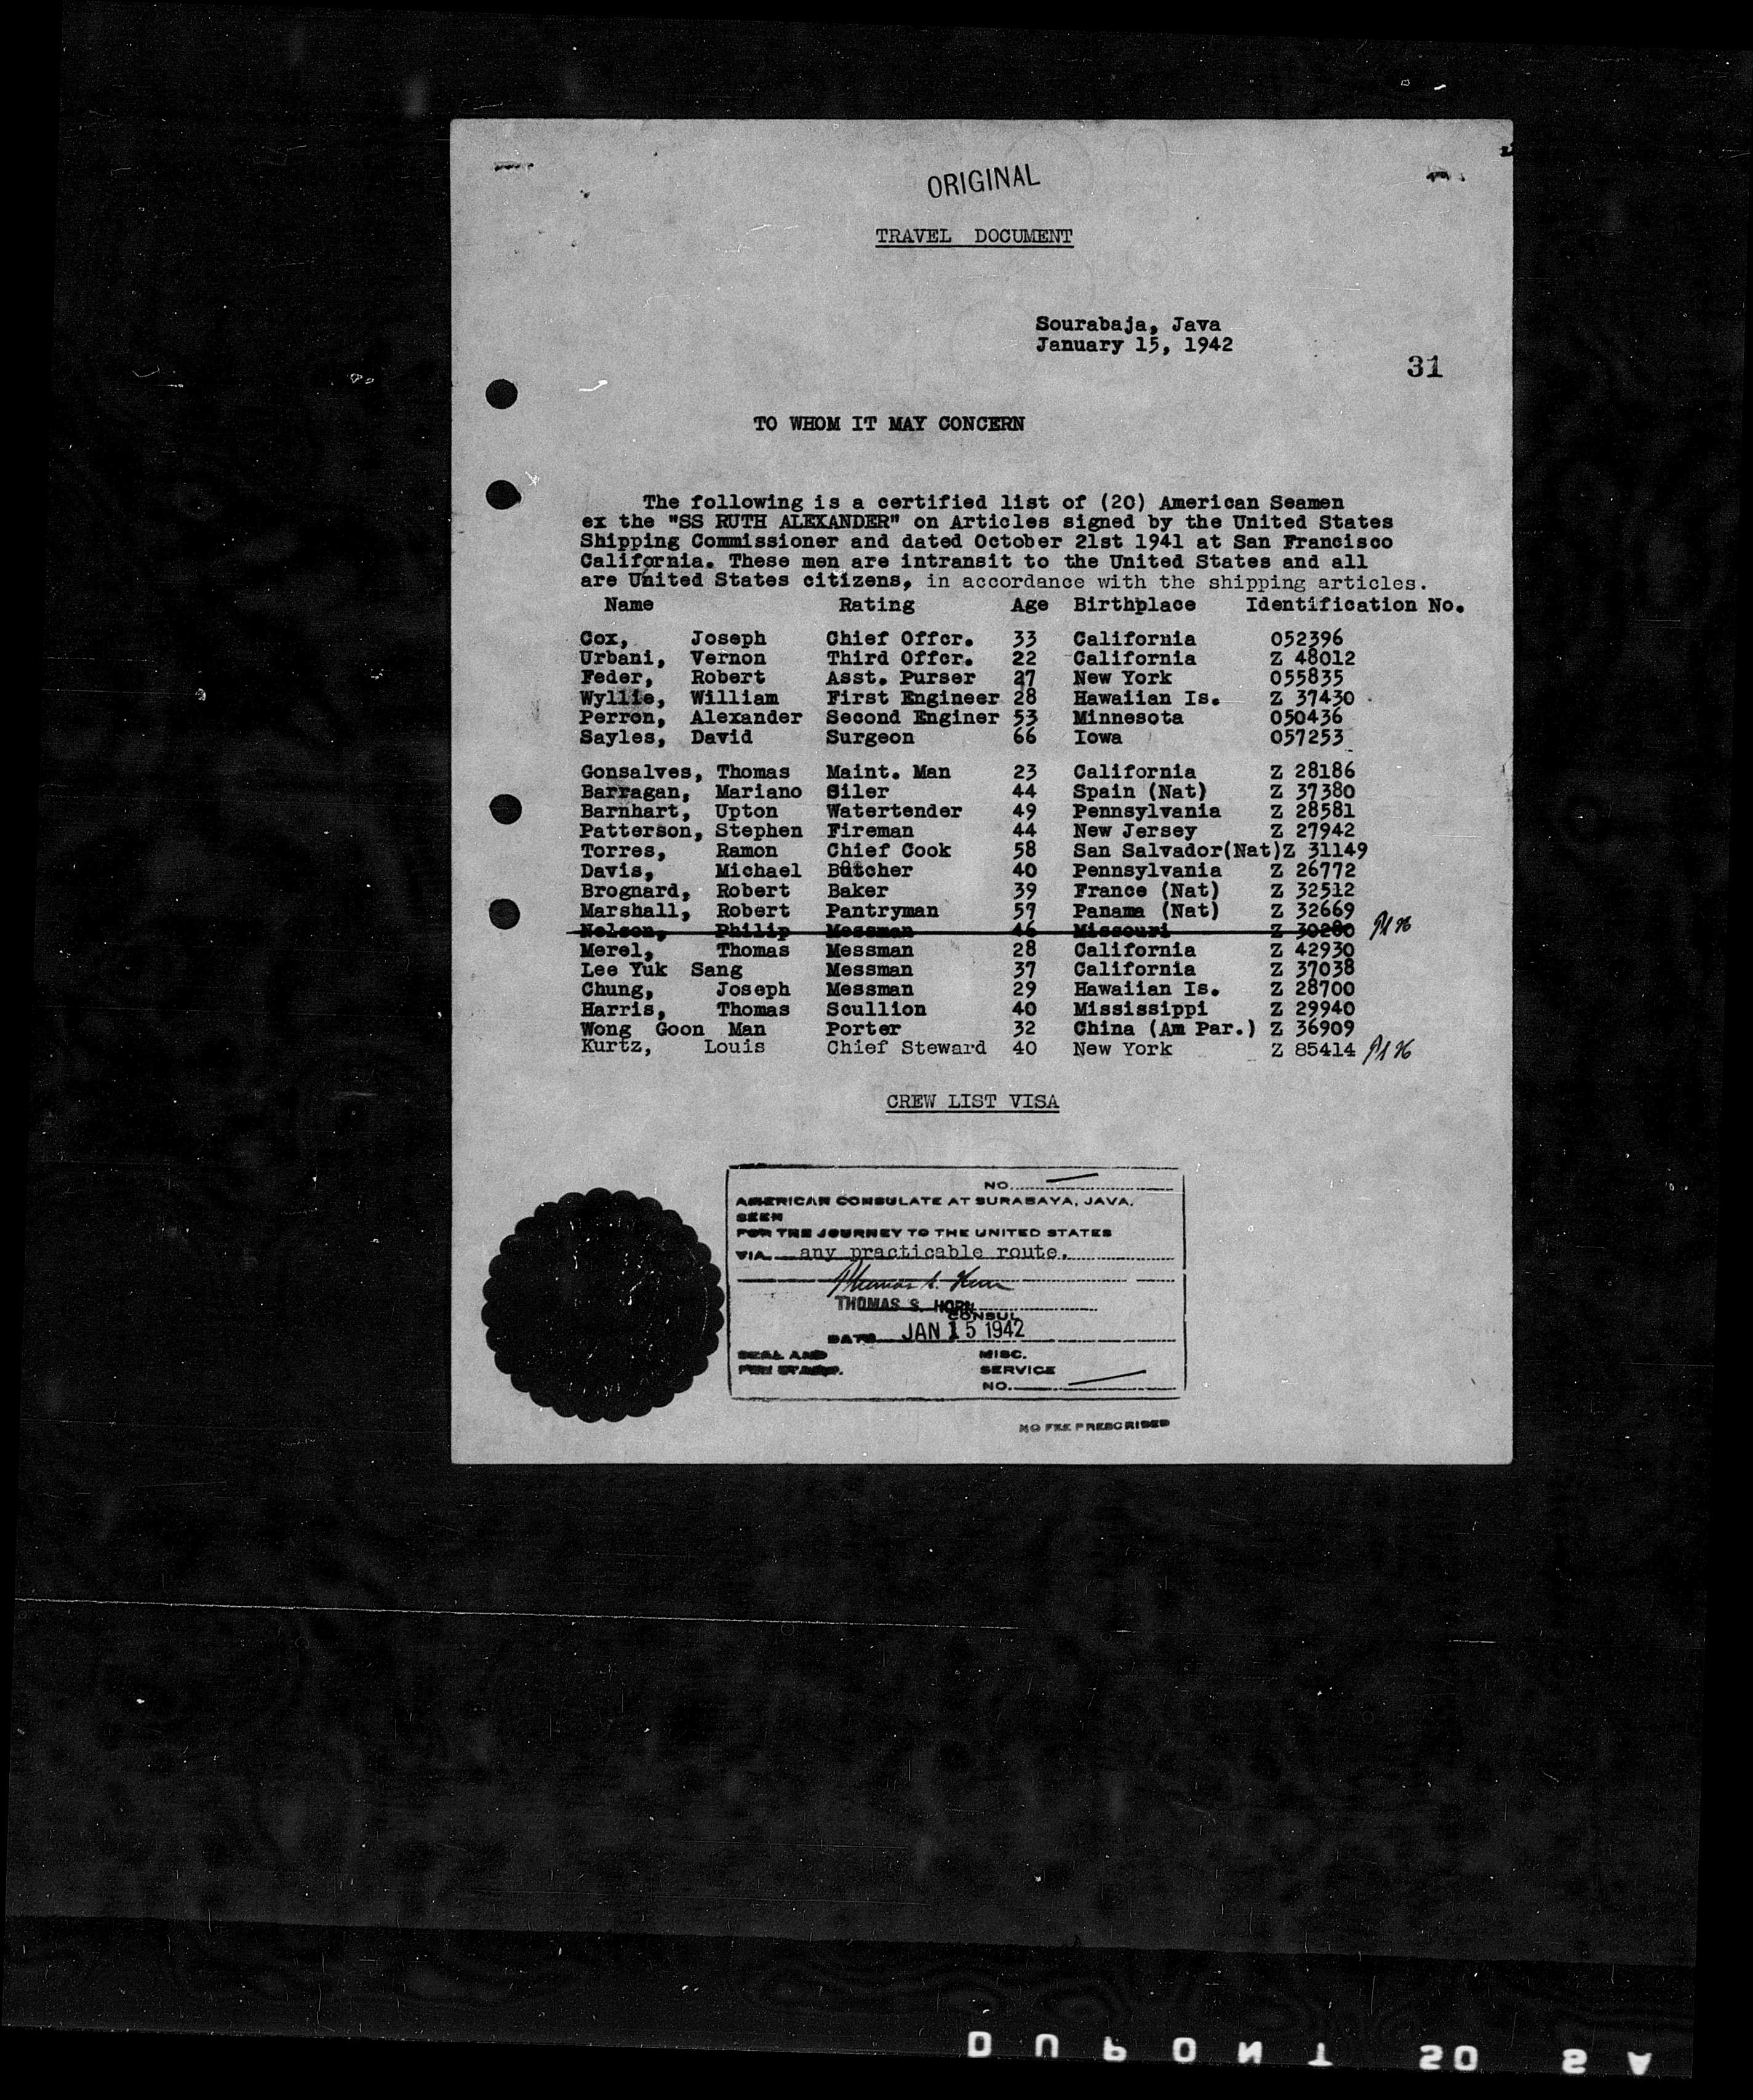 ORIGINAL
TRAVEL DOCUMENT
Sourabaja, Java
January 15, 1942
31
TO WHOM IT MAY CONCERN
The following is a certified list of (20) American Seamen
ex the "SS RUTH ALEXANDER" on Articles signed by the United States
Shipping Commissioner and dated October 21st 1941 at San Francisco
California. These men are intransit to the United States and all
are United States citizens, in accordance with the shipping articles.
Name Rating Age Birthplace Identification No.
Cox, Joseph Chief Offcr. 33 California 052396
Urbani, Vernon Third Offcr. 22 California Z 48012
Feder, Robert Asst. Purser 27 New York 055835
Wyllie, William First Engineer 28 Hawaiian Is. Z 37430
Perron, Alexander Second Enginer 53 Minnesota 050436
Sayles, David Surgeon 66 Iowa 057253
Gonsalves, Thomas Maint. Man 23 California Z 28186
Barragan, Mariano Oiler 44 Spain (Nat) Z 37380
Barnhart, Upton Watertender 49 Pennsylvania Z 28581
Patterson, Stephen Fireman 44 New Jersey Z 27942
Torres, Ramon Chief Cook 58 San Salvador(Nat)Z 31149
Davis, Michael Butcher 40 Pennsylvania Z 26772
Brognard, Robert Baker 39 France (Nat) Z 32512
Marshall, Robert Pantryman 57 Panama (Nat) Z 32669
Nelson, Philip Messman 46 Missouri Z 30280
Merel, Thomas Messman 28 California Z 42930
Lee Yuk Sang Messman 37 California Z 37038
Chung, Joseph Messman 29 Hawaiian Is. Z 28700
Harris, Thomas Scullion 40 Mississippi Z 29940
Wong Goon Man Porter 32 China (Am Par.) Z 36909
Kurtz, Louis Chief Steward 40 New York Z 85414
CREW LIST VISA
NO.
AMERICAN CONSULATE AT SURABAYA, JAVA.
SEEN
FOR THE JOURNEY TO THE UNITED STATES
VIA any practicable route.
THOMAS S. HORN
CONSUL
DATE JAN 15 1942
SEAL AND MISC.
FEE STAMP. SERVICE
NO.
NO FEE PRESCRIBED
DUPONT 50 S A